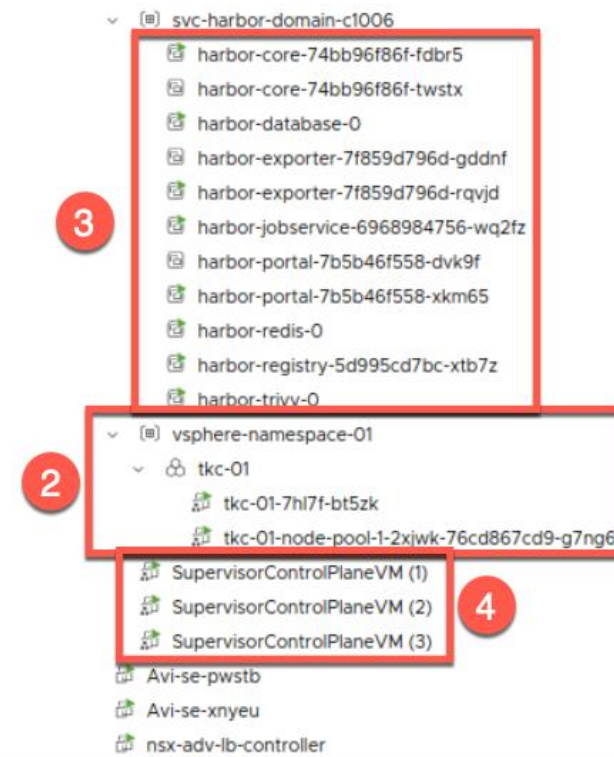 svc-harbor-domain-c1006
harbor-core-74bb96f86f-fdbr5
harbor-core-74bb96f86f-twstx
harbor-database-0
harbor-exporter-7f859d796d-gddnf
harbor-exporter-7f859d796d-rqvjd
3
harbor-jobservice-6968984756-wq2fz
harbor-portal-7b5b46f558-dvk9f
harbor-portal-7b5b46f558-xkm65
harbor-redis-0
harbor-registry-5d995cd7bc-xtb7z
harbor-trivy-0
vsphere-namespace-01
tkc-01
2
tkc-01-7hl7f-bt5zk
tkc-01-node-pool-1-2xjwk-76cd867cd9-g7ng6
SupervisorControlPlaneVM (1)
SupervisorControlPlaneVM (2)
4
SupervisorControlPlaneVM (3)
Avi-se-pwstb
Avi-se-xnyeu
nsx-adv-lb-controller